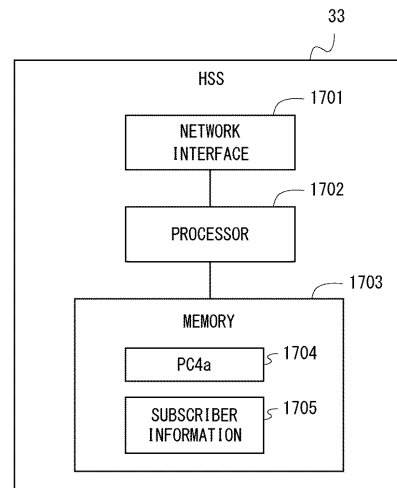 33
HSS
1701
NETWORK
INTERFACE
1702
PROCESSOR
1703
MEMORY
1704
PC4a
1705
SUBSCRIBER
INFORMATION